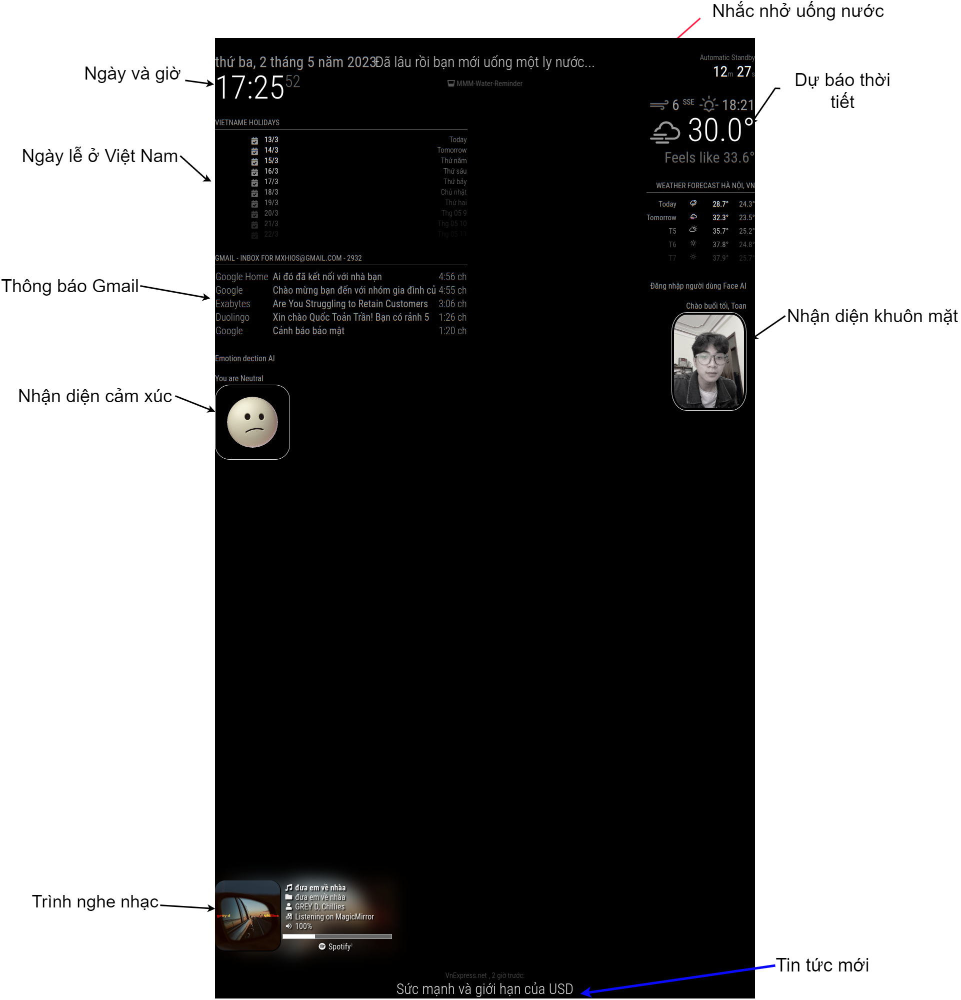 Nhắc nhở uống nước
thứ ba, 2 tháng 5 năm 2023
Đã lâu rồi bạn mới uống một ly nước...
MMM-Water-Reminder
Automatic Standby
12m 27s
Ngày và giờ
17:25 52
Dự báo thời
tiết
6 SSE 18:21
30.0°
Feels like 33.6°
Ngày lễ ở Việt Nam
VIETNAME HOLIDAYS
13/3 Today
14/3 Tomorrow
15/3 Thứ năm
16/3 Thứ sáu
17/3 Thứ bảy
18/3 Chủ nhật
19/3 Thứ hai
20/3 Thg 05 9
21/3 Thg 05 10
22/3 Thg 05 11
WEATHER FORECAST HÀ NỘI, VN
Today 28.7° 24.3°
Tomorrow 32.3° 23.5°
T5 35.7° 25.2°
T6 37.8° 24.8°
T7 37.9° 25.7°
Thông báo Gmail
GMAIL - INBOX FOR MXHIOS@GMAIL.COM - 2932
Google Home Ai đó đã kết nối với nhà bạn 4:56 ch
Google Chào mừng bạn đến với nhóm gia đình củ 4:55 ch
Exabytes Are You Struggling to Retain Customers 3:06 ch
Duolingo Xin chào Quốc Toản Trần! Bạn có rảnh 5 1:26 ch
Google Cảnh báo bảo mật 1:20 ch
Đăng nhập người dùng Face AI
Chào buổi tối, Toan
Nhận diện khuôn mặt
Emotion dection AI
You are Neutral
Nhận diện cảm xúc
Trình nghe nhạc
grey d chillies
đưa em về nhàa
đưa em về nhàa
GREY D, Chillies
Listening on MagicMirror
100%
Spotify
Tin tức mới
VnExpress.net , 2 giờ trước:
Sức mạnh và giới hạn của USD